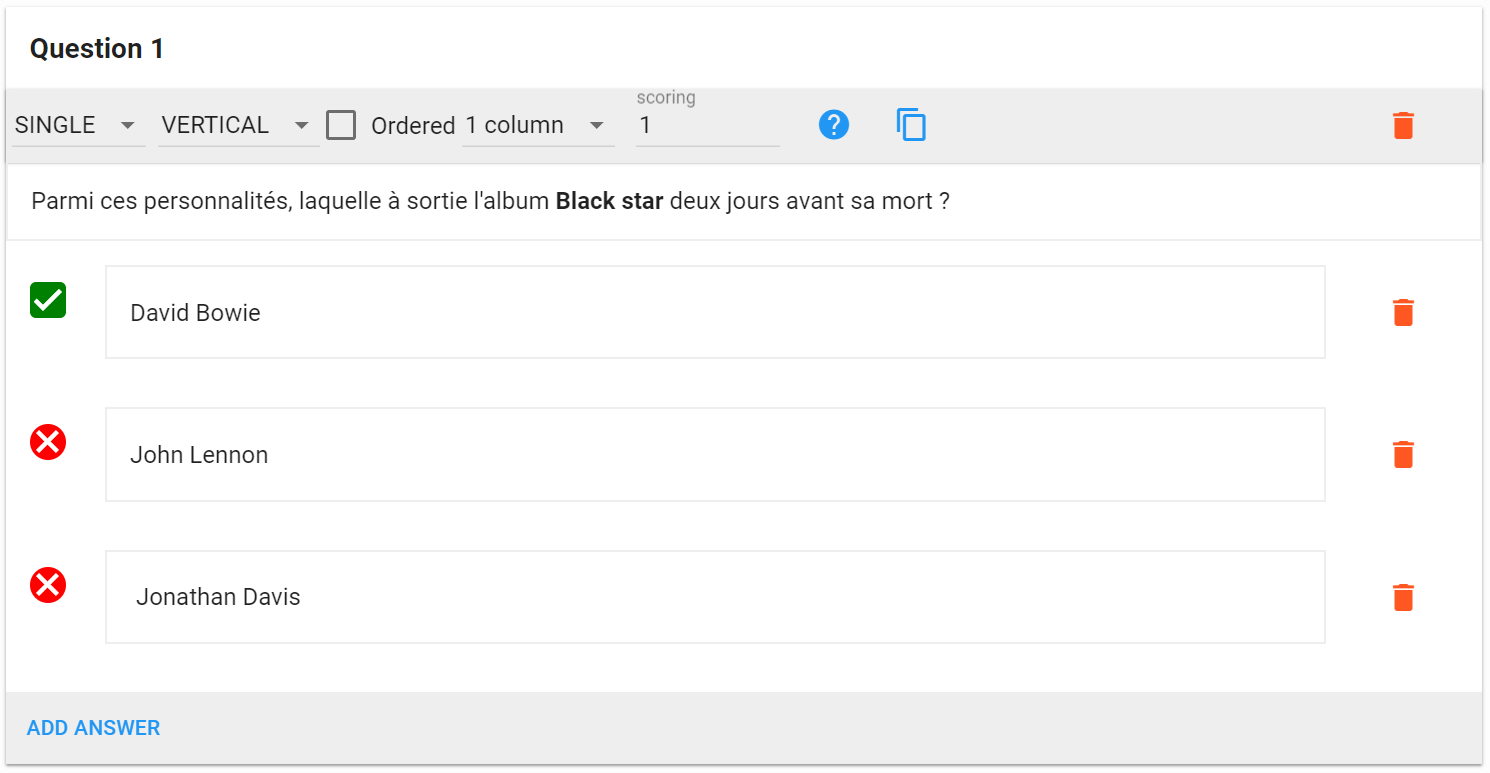 Question 1
scoring
SINGLE VERTICAL Ordered 1 column 1
Parmi ces personnalités, laquelle à sortie l'album Black star deux jours avant sa mort ?
David Bowie
John Lennon
Jonathan Davis
ADD ANSWER